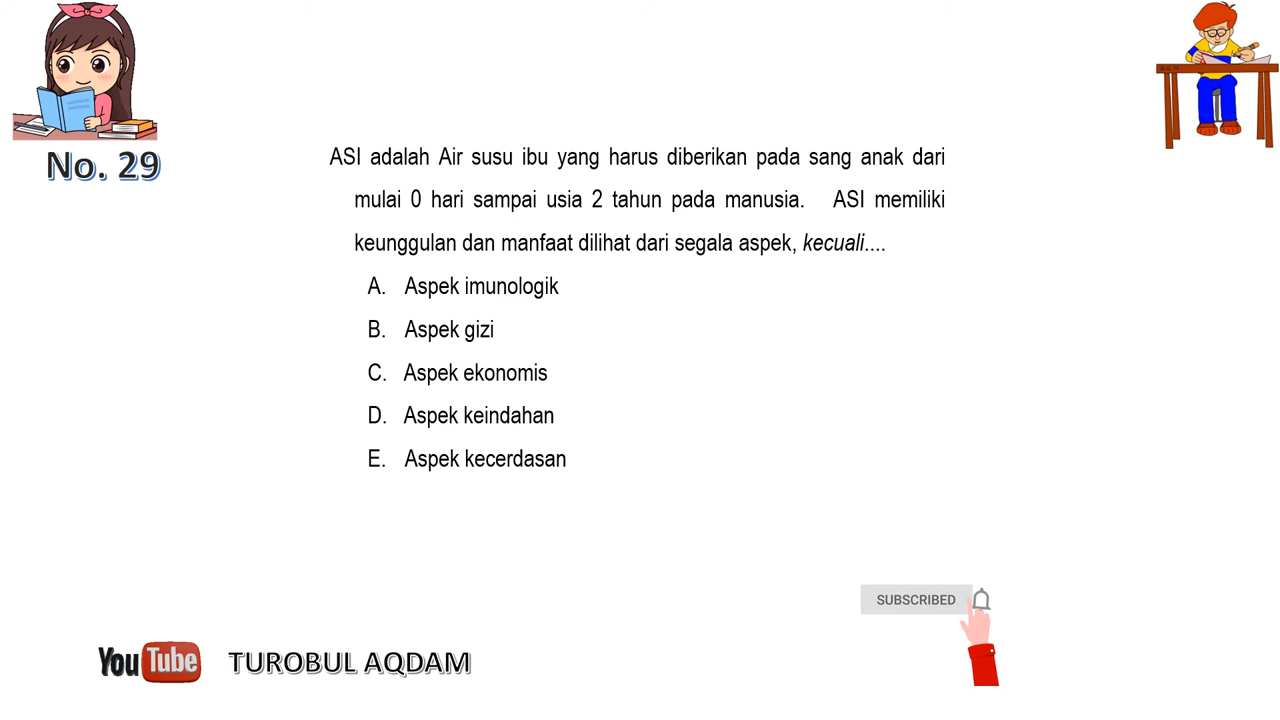 No. 29
ASI adalah Air susu ibu yang harus diberikan pada sang anak dari
mulai 0 hari sampai usia 2 tahun pada manusia. ASI memiliki
keunggulan dan manfaat dilihat dari segala aspek, kecuali....
A. Aspek imunologik
B. Aspek gizi
C. Aspek ekonomis
D. Aspek keindahan
E. Aspek kecerdasan
SUBSCRIBED
YouTube TUROBUL AQDAM